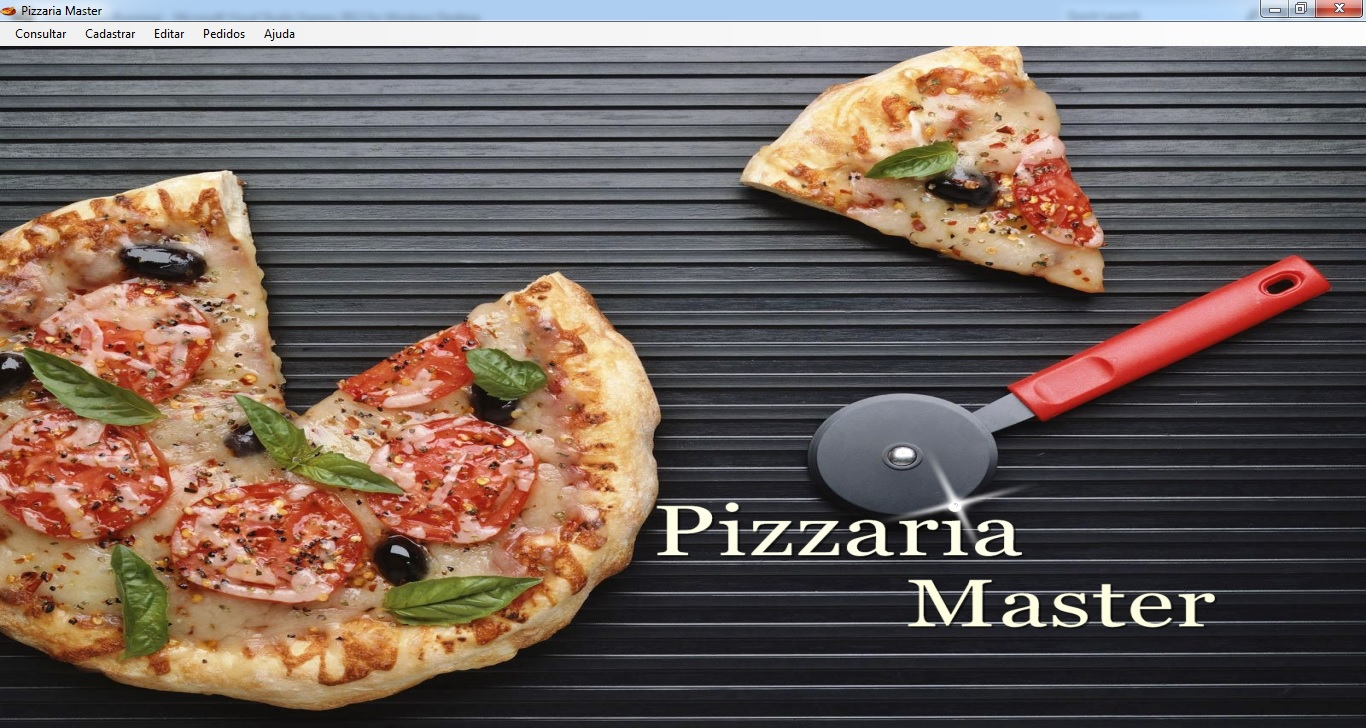 Pizzaria Master
Consultar Cadastrar Editar Pedidos Ajuda
Pizzaria
Master